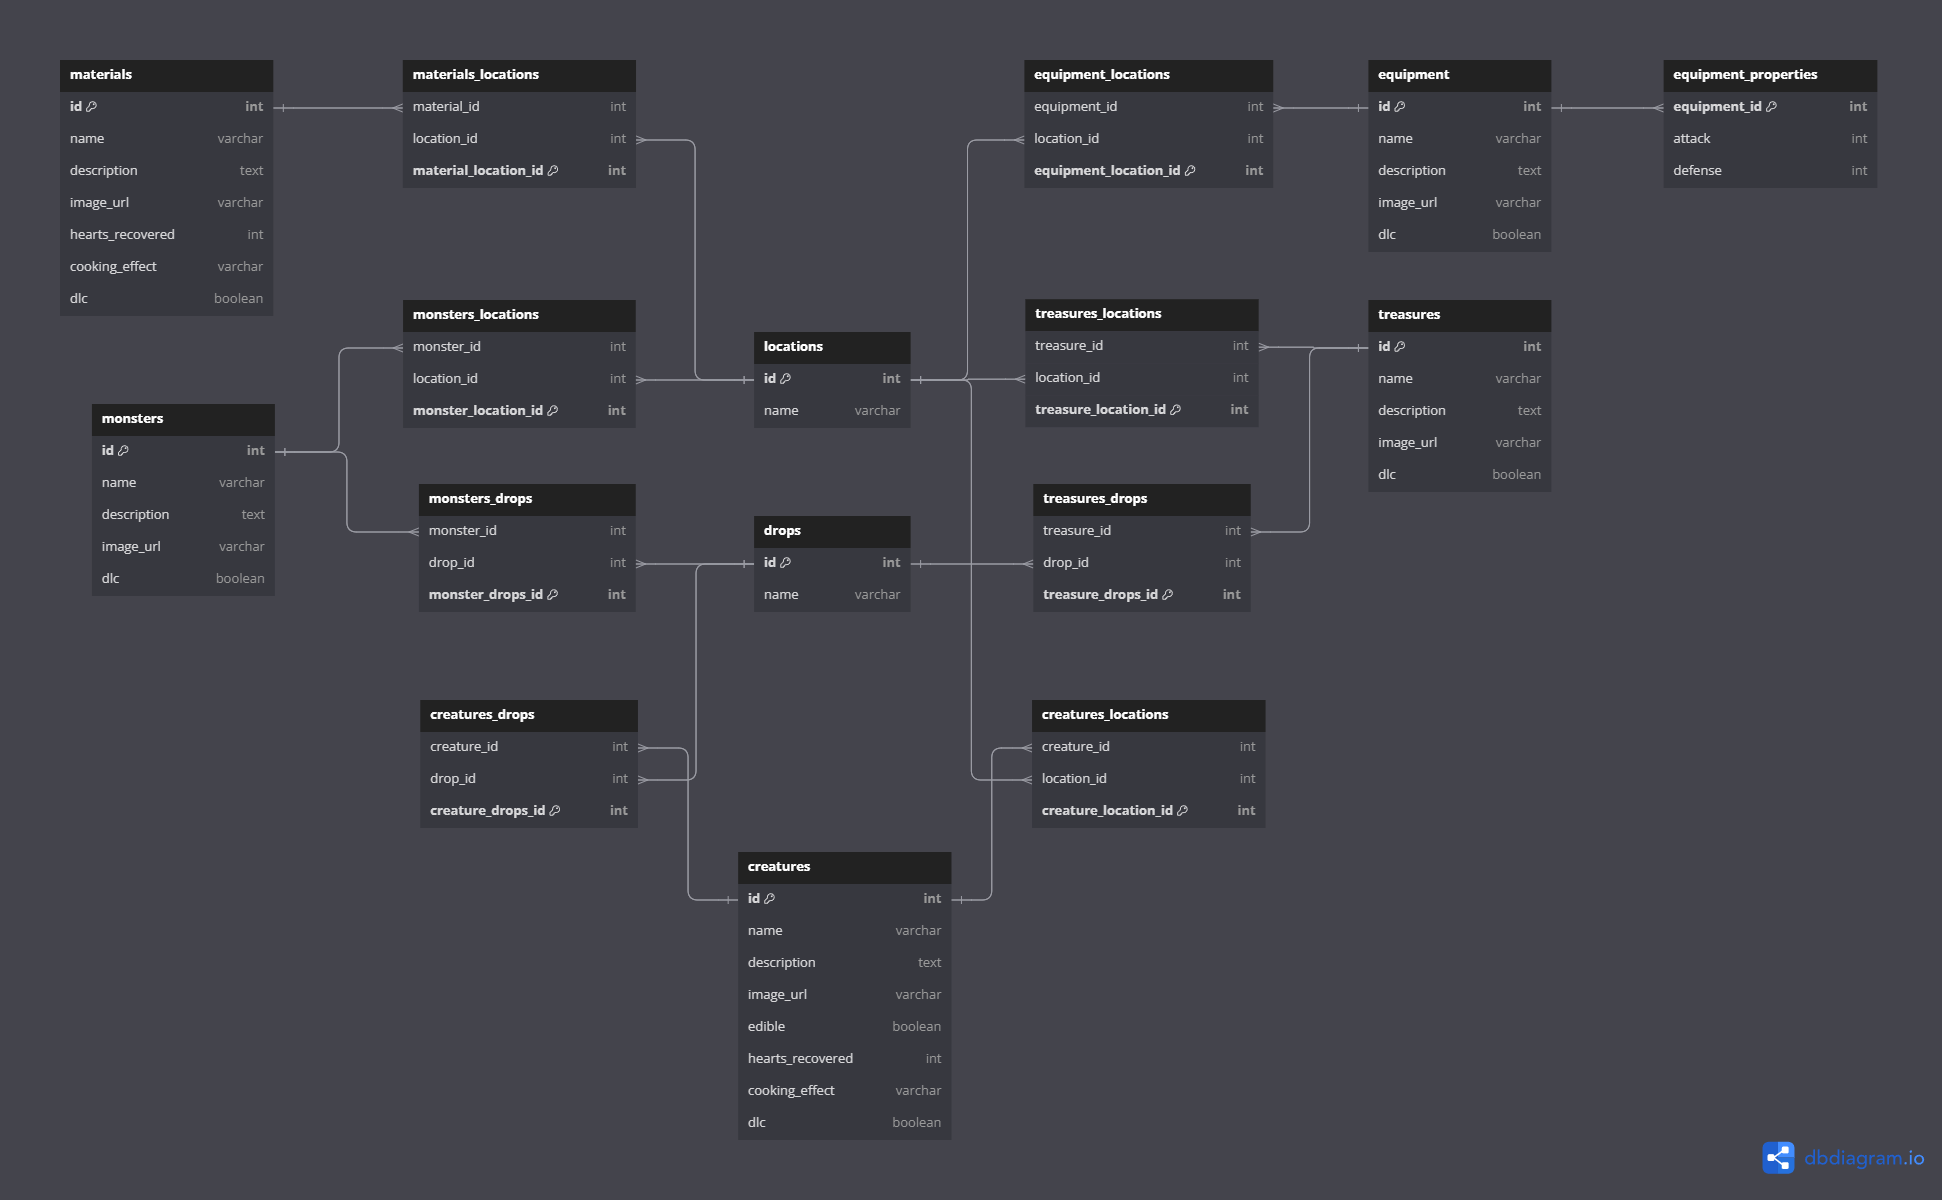 materials
id int
name varchar
description text
image_url varchar
hearts_recovered int
cooking_effect varchar
dlc boolean
materials_locations
material_id int
location_id int
material_location_id int
equipment_locations
equipment_id int
location_id int
equipment_location_id int
equipment
id int
name varchar
description text
image_url varchar
dlc boolean
equipment_properties
equipment_id int
attack int
defense int
monsters_locations
monster_id int
location_id int
monster_location_id int
locations
id int
name varchar
treasures_locations
treasure_id int
location_id int
treasure_location_id int
treasures
id int
name varchar
description text
image_url varchar
dlc boolean
monsters
id int
name varchar
description text
image_url varchar
dlc boolean
monsters_drops
monster_id int
drop_id int
monster_drops_id int
drops
id int
name varchar
treasures_drops
treasure_id int
drop_id int
treasure_drops_id int
creatures_drops
creature_id int
drop_id int
creature_drops_id int
creatures_locations
creature_id int
location_id int
creature_location_id int
creatures
id int
name varchar
description text
image_url varchar
edible boolean
hearts_recovered int
cooking_effect varchar
dlc boolean
dbdiagram.io